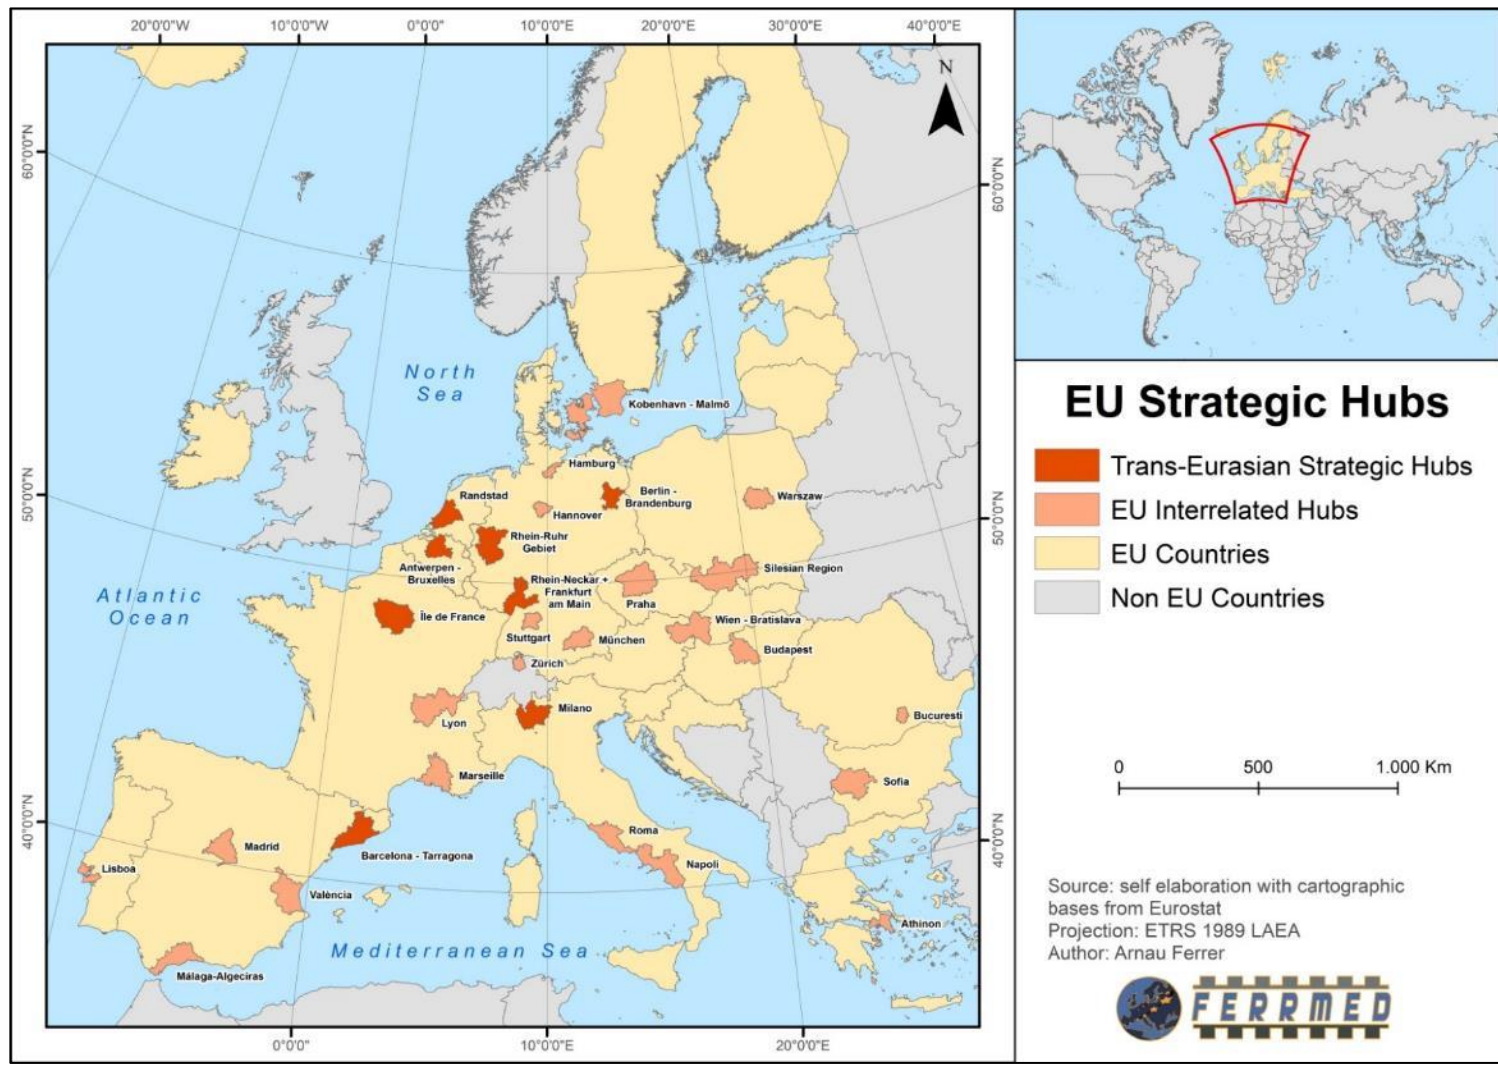 20°0'0"W
10°0'0"W
0°0'0"
10°0'0"E
20°0'0"E
30°0'0"E
40°0'0"E
60°0'0"N
50°0'0"N
40°0'0"N
60°0'0"N
50°0'0"N
40°0'0"N
N
North
Sea
Atlantic
Ocean
Mediterranean Sea
Kobenhavn - Malmö
Hamburg
Randstad
Berlin -
Brandenburg
Warszaw
Hannover
Rhein-Ruhr
Gebiet
Antwerpen -
Bruxelles
Rhein-Neckar +
Frankfurt
am Main
Silesian Region
Praha
Île de France
Stuttgart
München
Wien - Bratislava
Budapest
Zürich
Lyon
Milano
Bucuresti
Marseille
Sofia
Roma
Madrid
Barcelona - Tarragona
Napoli
Lisboa
València
Athinon
Málaga-Algeciras
0°0'0"
10°0'0"E
20°0'0"E
EU Strategic Hubs
Trans-Eurasian Strategic Hubs
EU Interrelated Hubs
EU Countries
Non EU Countries
0 500 1.000 Km
Source: self elaboration with cartographic
bases from Eurostat
Projection: ETRS 1989 LAEA
Author: Arnau Ferrer
FERRMED